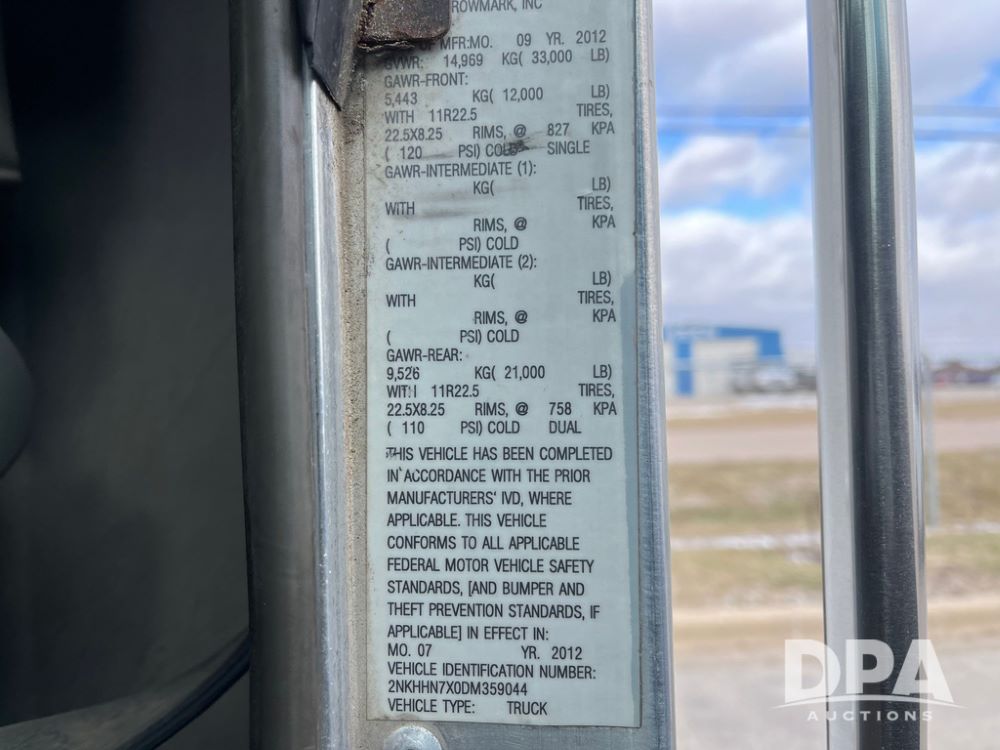 ROWMARK, INC
OF MFR:MO. 09 YR. 2012
GVWR: 14,969 KG( 33,000 LB)
GAWR-FRONT:
5,443 KG( 12,000 LB)
WITH 11R22.5 TIRES,
22.5X8.25 RIMS, @ 827 KPA
( 120 PSI) COLD SINGLE
GAWR-INTERMEDIATE (1):
KG( LB)
WITH TIRES,
RIMS, @ KPA
( PSI) COLD
GAWR-INTERMEDIATE (2):
KG( LB)
WITH TIRES,
RIMS, @ KPA
( PSI) COLD
GAWR-REAR:
9,526 KG( 21,000 LB)
WITH 11R22.5 TIRES,
22.5X8.25 RIMS, @ 758 KPA
( 110 PSI) COLD DUAL
THIS VEHICLE HAS BEEN COMPLETED
IN ACCORDANCE WITH THE PRIOR
MANUFACTURERS' IVD, WHERE
APPLICABLE. THIS VEHICLE
CONFORMS TO ALL APPLICABLE
FEDERAL MOTOR VEHICLE SAFETY
STANDARDS, [AND BUMPER AND
THEFT PREVENTION STANDARDS, IF
APPLICABLE] IN EFFECT IN:
MO. 07 YR. 2012
VEHICLE IDENTIFICATION NUMBER:
2NKHHN7X0DM359044
VEHICLE TYPE: TRUCK
DPA
AUCTIONS